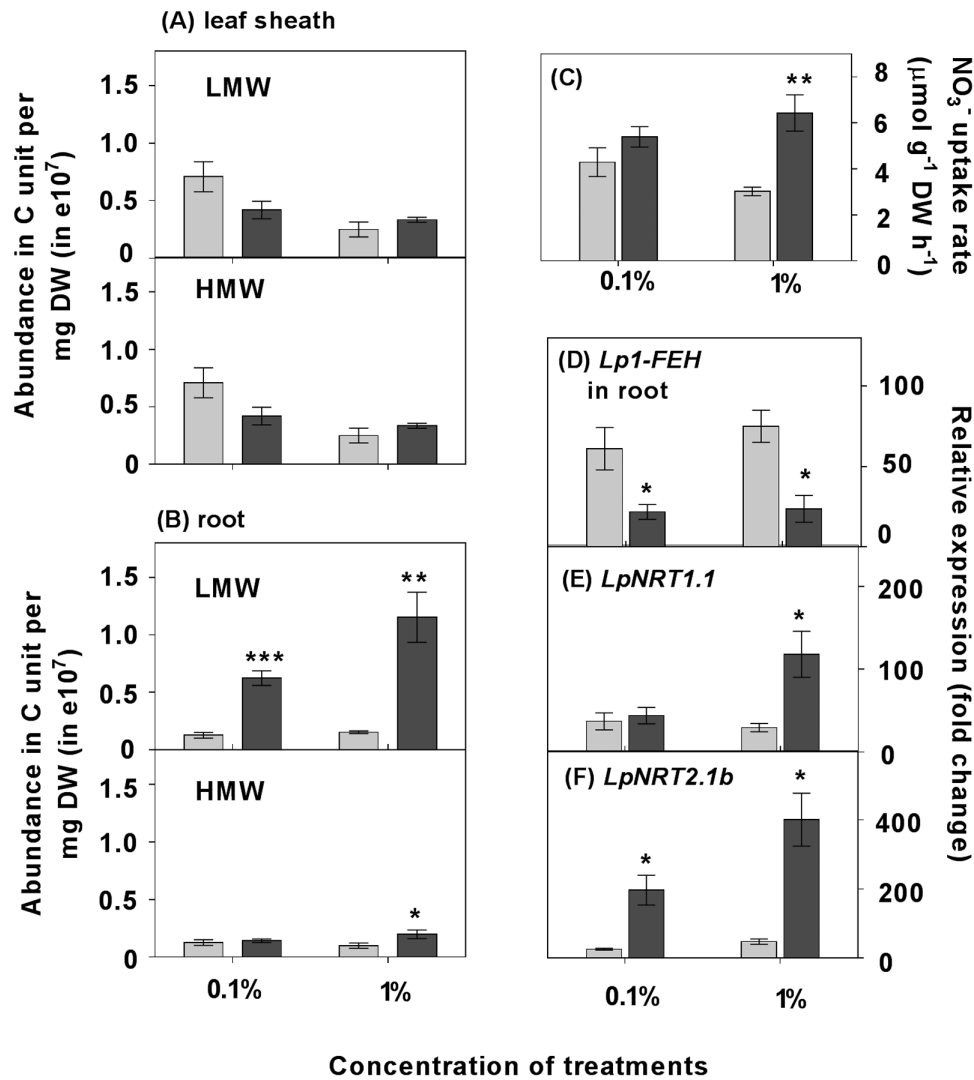 (A) leaf sheath
LMW
1.5
1.0
0.5
0
HMW
1.5
1.0
0.5
0
Abundance in C unit per
mg DW (in e10⁷)
(B) root
LMW
***
**
1.5
1.0
0.5
0
HMW
*
1.5
1.0
0.5
0
Abundance in C unit per
mg DW (in e10⁷)
0.1% 1%
(C)
**
8
6
4
2
0
NO₃⁻ uptake rate
(μmol g⁻¹ DW h⁻¹)
0.1% 1%
(D) Lp1-FEH
in root
* *
100
50
0
(E) LpNRT1.1
*
200
100
0
(F) LpNRT2.1b
* *
400
200
0
Relative expression (fold change)
0.1% 1%
Concentration of treatments